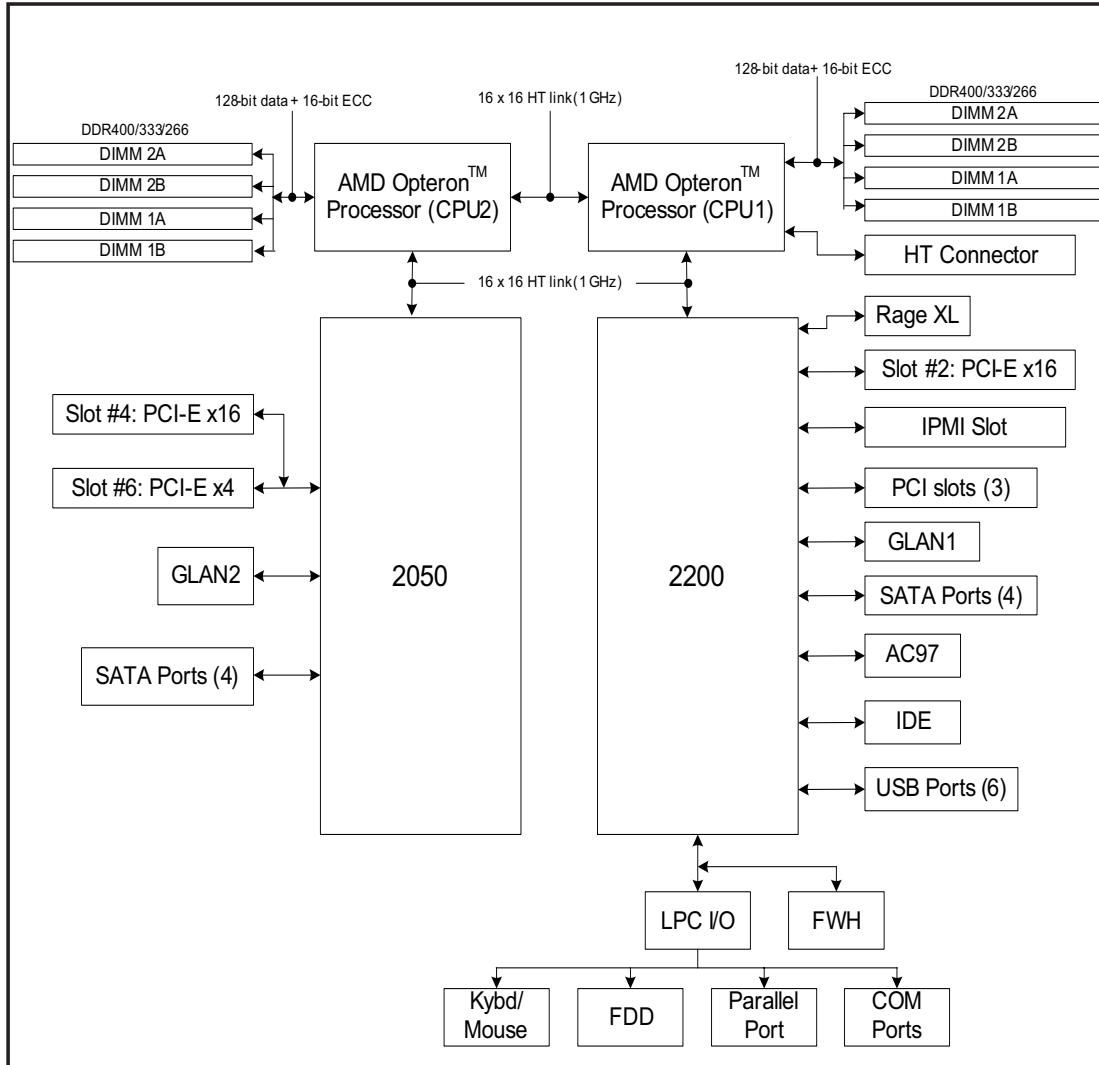 128-bit data+ 16-bit ECC
16 x 16 HT link(1 GHz)
128-bit data+ 16-bit ECC
DDR400/333/266
DIMM 2A
DIMM 2B
DIMM 1A
DIMM 1B
AMD Opteron™
Processor (CPU2)
AMD Opteron™
Processor (CPU1)
DDR400/333/266
DIMM 2A
DIMM 2B
DIMM 1A
DIMM 1B
HT Connector
16 x 16 HT link(1 GHz)
Slot #4: PCI-E x16
Slot #6: PCI-E x4
GLAN2
SATA Ports (4)
2050
2200
Rage XL
Slot #2: PCI-E x16
IPMI Slot
PCI slots (3)
GLAN1
SATA Ports (4)
AC97
IDE
USB Ports (6)
LPC I/O
FWH
Kybd/
Mouse
FDD
Parallel
Port
COM
Ports